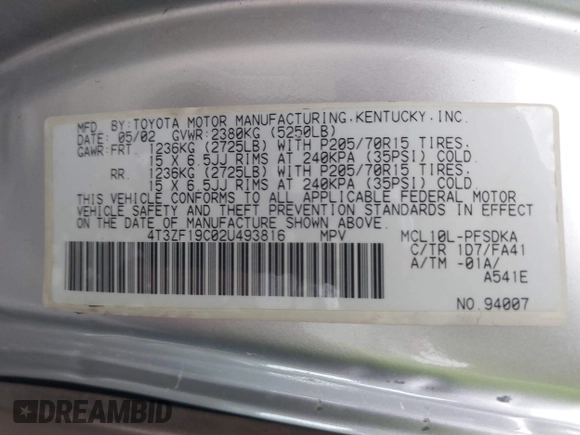 MFD. BY:TOYOTA MOTOR MANUFACTURING,KENTUCKY,INC.
DATE: 05/02 GVWR:2380KG (5250LB)
GAWR:FRT 1236KG (2725LB) WITH P205/70R15 TIRES.
15 X 6.5JJ RIMS AT 240KPA (35PSI) COLD.
RR 1236KG (2725LB) WITH P205/70R15 TIRES.
15 X 6.5JJ RIMS AT 240KPA (35PSI) COLD.
THIS VEHICLE CONFORMS TO ALL APPLICABLE FEDERAL MOTOR
VEHICLE SAFETY AND THEFT PREVENTION STANDARDS IN EFFECT
ON THE DATE OF MANUFACTURE SHOWN ABOVE.
4T3ZF19C02U493816 MPV MCL10L-PFSDKA
C/TR 1D7/FA41
A/TM -01A/
A541E
NO.94007
DREAMBID